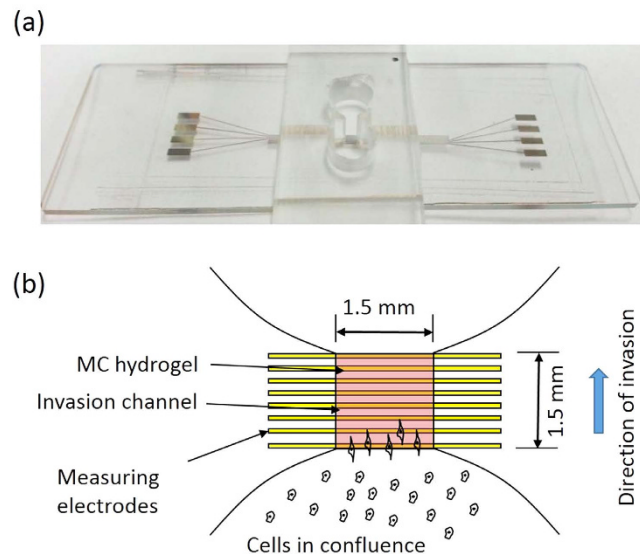 (a)
(b)
1.5 mm
MC hydrogel
Invasion channel
Measuring
electrodes
1.5 mm
Direction of invasion
Cells in confluence